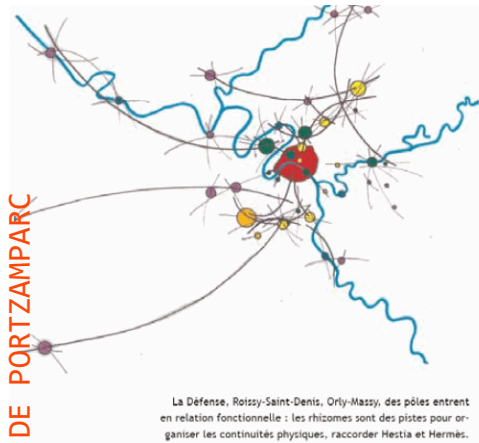 DE PORTZAMPARC
La Défense, Roissy-Saint-Denis, Orly-Massy, des pôles entrent
en relation fonctionnelle : les rhizomes sont des pistes pour or-
ganiser les continuités physiques, raccorder Hestia et Hermès.